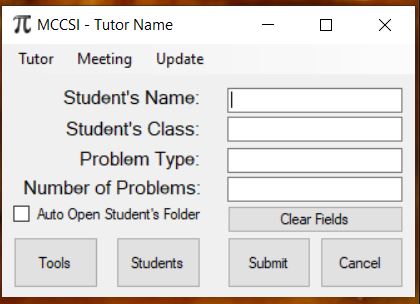 MCCSI - Tutor Name
Tutor Meeting Update
Student's Name:
Student's Class:
Problem Type:
Number of Problems:
Auto Open Student's Folder Clear Fields
Tools Students Submit Cancel